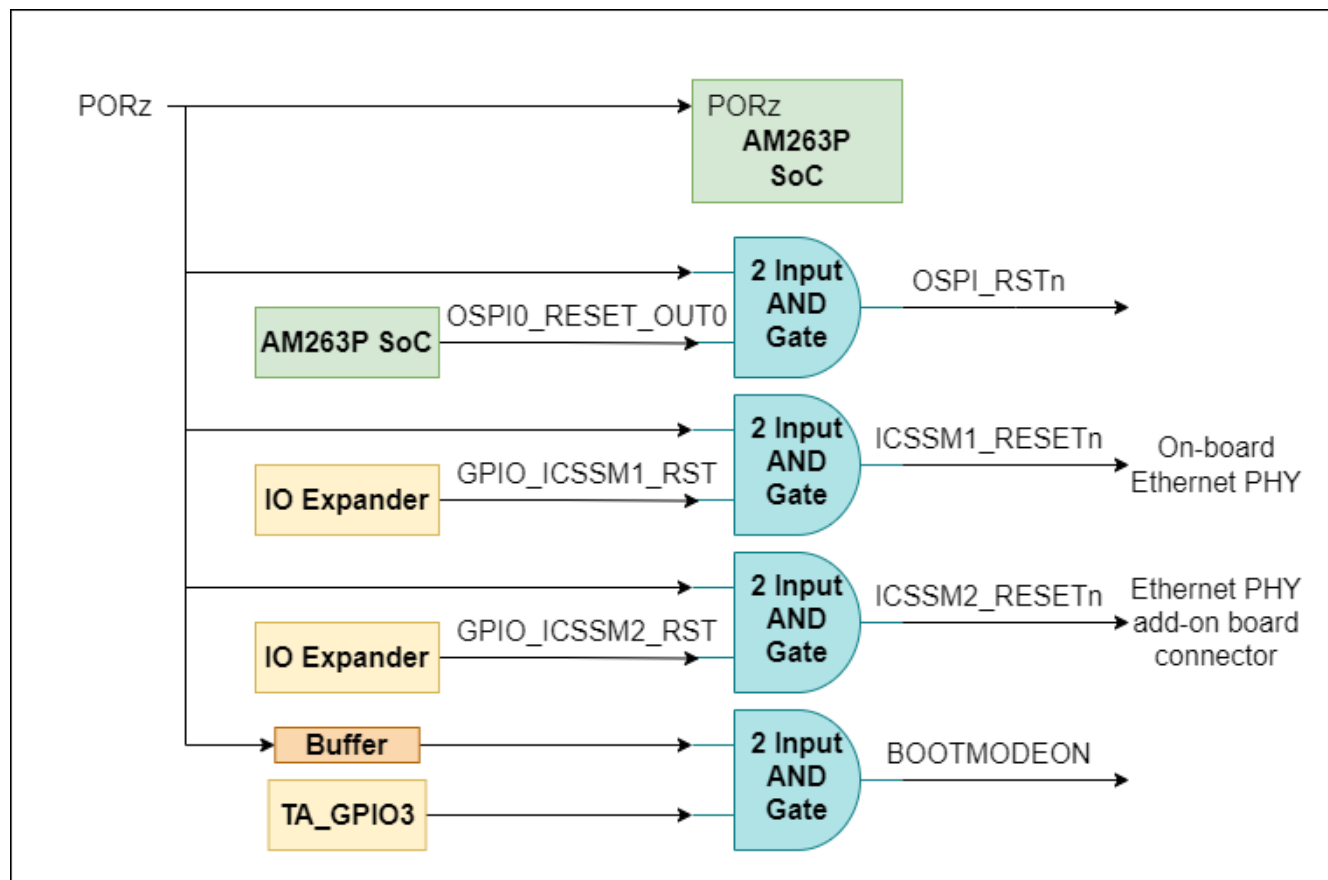 PORz
PORz
AM263P
SoC
2 Input
AND
Gate
OSPI_RSTn
OSPI0_RESET_OUT0
AM263P SoC
2 Input
AND
Gate
ICSSM1_RESETn
On-board
Ethernet PHY
GPIO_ICSSM1_RST
IO Expander
2 Input
AND
Gate
ICSSM2_RESETn
Ethernet PHY
add-on board
connector
GPIO_ICSSM2_RST
IO Expander
Buffer
2 Input
AND
Gate
BOOTMODEON
TA_GPIO3